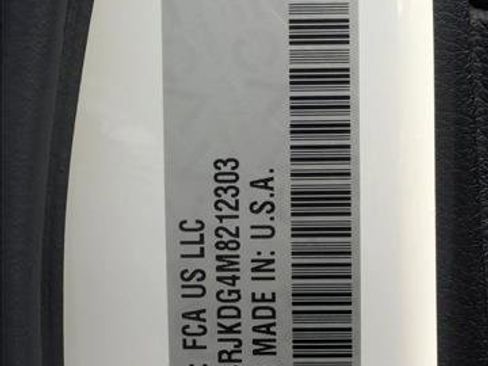 FCA US LLC
RJKDG4M8212303
MADE IN: U.S.A.